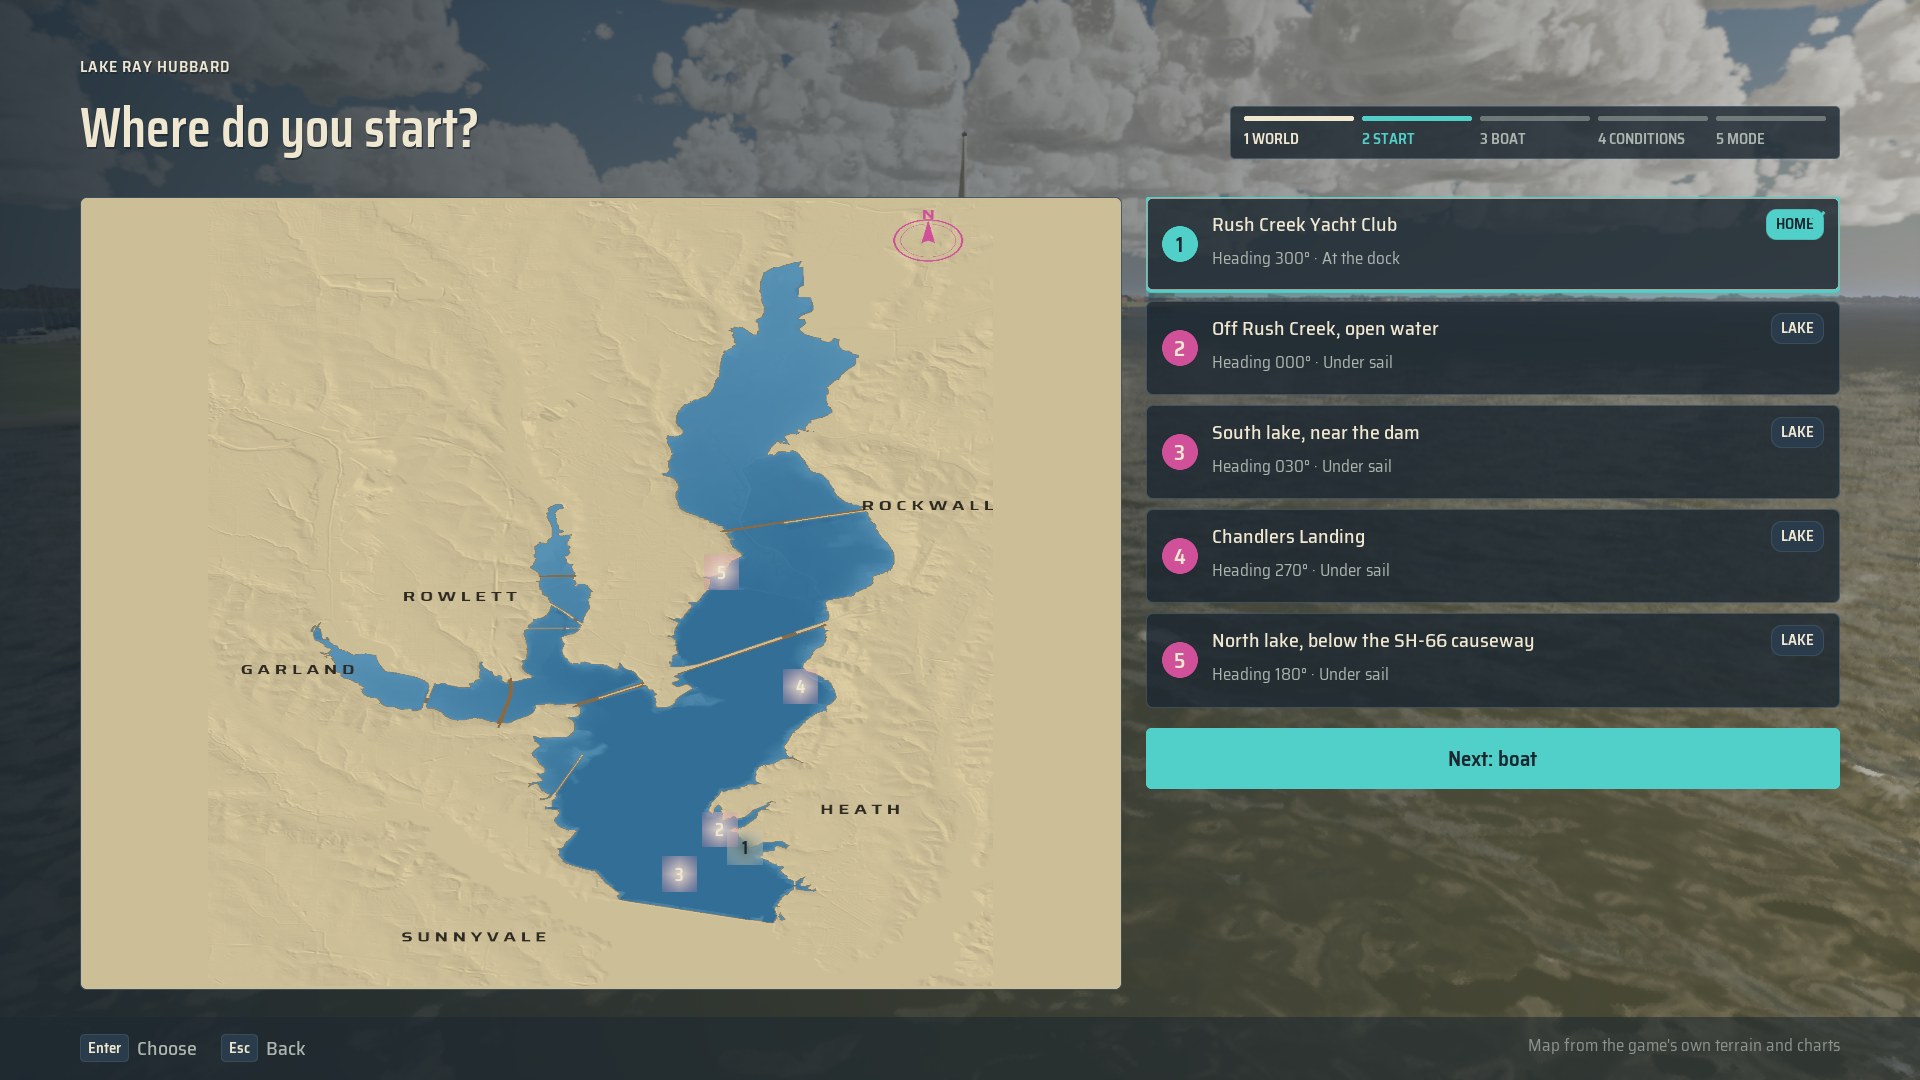 LAKE RAY HUBBARD
Where do you start?
1 WORLD
2 START
3 BOAT
4 CONDITIONS
5 MODE
N
ROCKWALL
5
ROWLETT
GARLAND
4
HEATH
2
1
3
SUNNYVALE
1
Rush Creek Yacht Club
HOME
Heading 300° · At the dock
2
Off Rush Creek, open water
LAKE
Heading 000° · Under sail
3
South lake, near the dam
LAKE
Heading 030° · Under sail
4
Chandlers Landing
LAKE
Heading 270° · Under sail
5
North lake, below the SH-66 causeway
LAKE
Heading 180° · Under sail
Next: boat
Enter Choose Esc Back
Map from the game's own terrain and charts